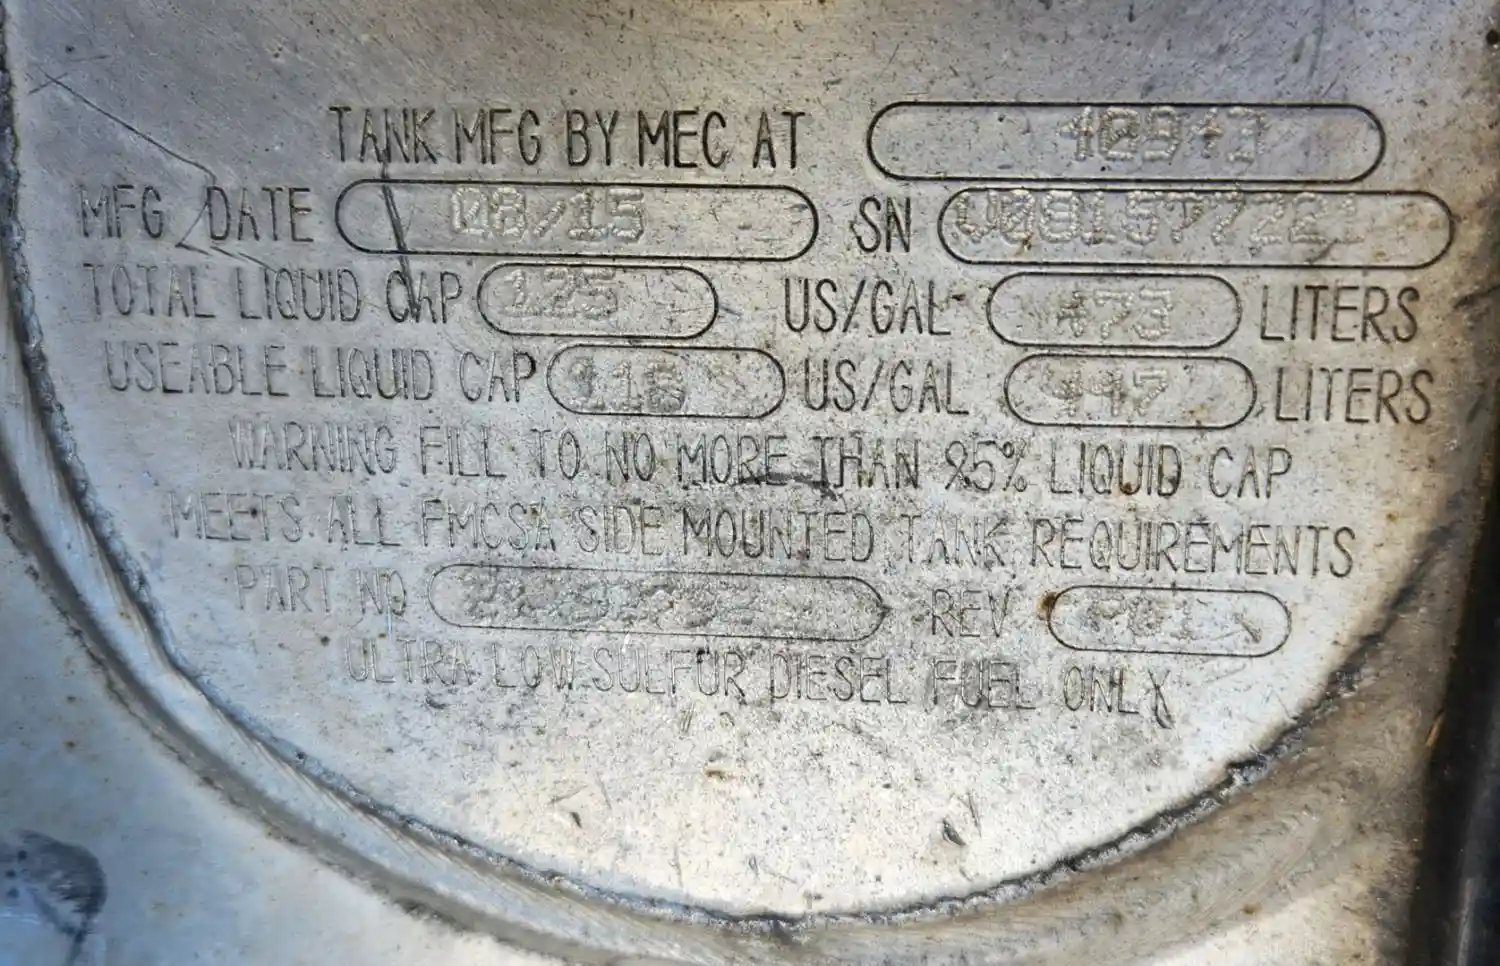 TANK MFG BY MEC AT
MFG DATE 08/15 SN V0815P7221
TOTAL LIQUID CAP 125 US/GAL 473 LITERS
USEABLE LIQUID CAP 118 US/GAL 447 LITERS
WARNING FILL TO NO MORE THAN 95% LIQUID CAP
MEETS ALL FMCSA SIDE MOUNTED TANK REQUIREMENTS
PART NO REV
ULTRA LOW SULFUR DIESEL FUEL ONLY